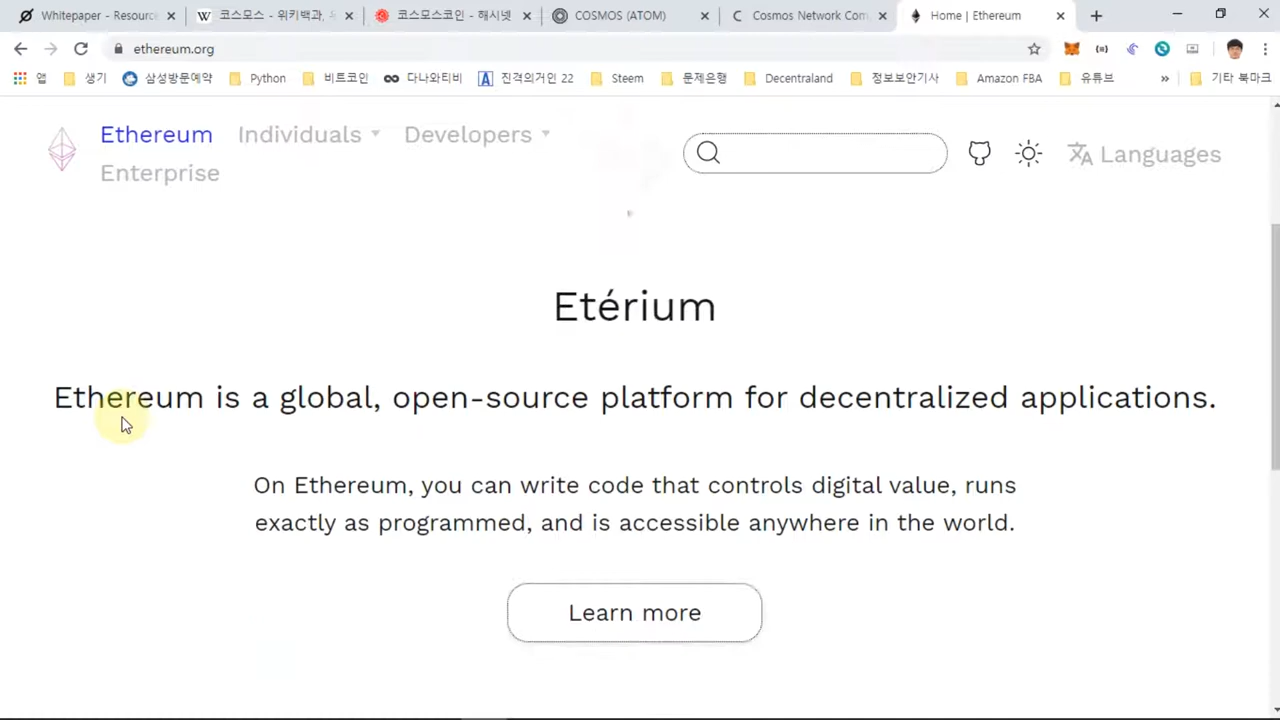 Whitepaper - Resourc
코스모스 - 위키백과, 우
코스모스코인 - 해시넷
COSMOS (ATOM)
Cosmos Network Com
Home | Ethereum
ethereum.org
앱
생기
삼성방문예약
Python
비트코인
다나와티비
진격의거인 22
Steem
문제은행
Decentraland
정보보안기사
Amazon FBA
유튜브
»
기타 북마크
Ethereum
Individuals
Developers
Languages
Enterprise
Etérium
Ethereum is a global, open-source platform for decentralized applications.
On Ethereum, you can write code that controls digital value, runs
exactly as programmed, and is accessible anywhere in the world.
Learn more